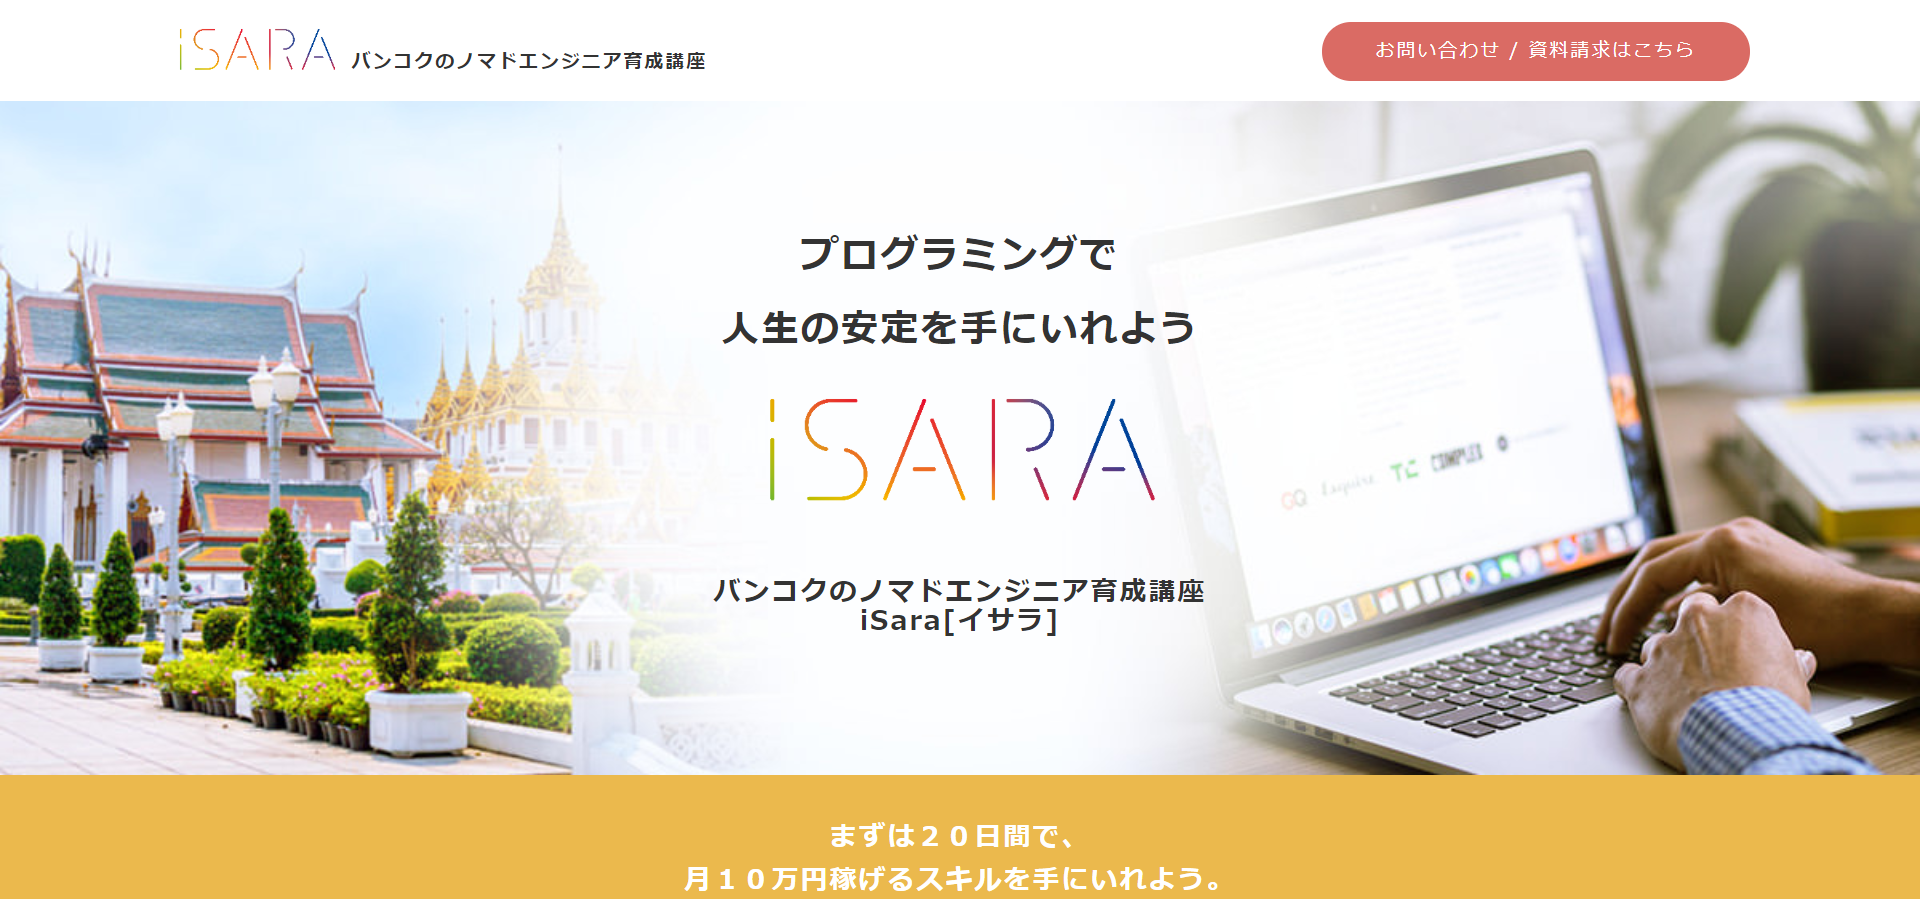 iSARA バンコクのノマドエンジニア育成講座
お問い合わせ / 資料請求はこちら
プログラミングで
人生の安定を手にいれよう
iSARA
バンコクのノマドエンジニア育成講座
iSara[イサラ]
GQ Esquire. TC COMPLEX
まずは２０日間で、
月１０万円稼げるスキルを手にいれよう。